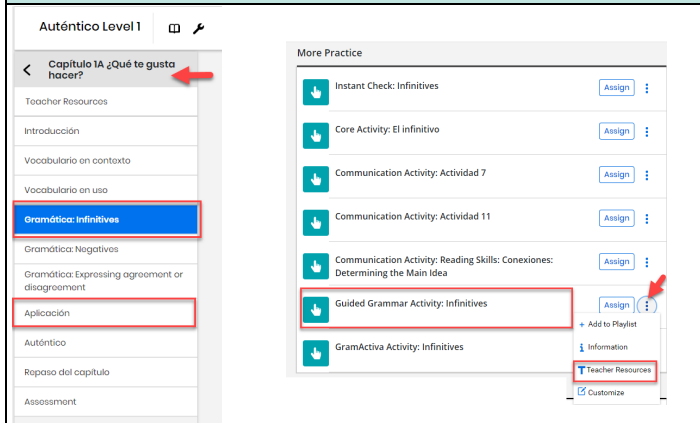 Auténtico Level 1
Capítulo 1A ¿Qué te gusta
hacer?
Teacher Resources
Introducción
Vocabulario en contexto
Vocabulario en uso
Gramática: Infinitives
Gramática: Negatives
Gramática: Expressing agreement or
disagreement
Aplicación
Auténtico
Repaso del capítulo
Assessment
More Practice
Instant Check: Infinitives
Assign
Core Activity: El infinitivo
Assign
Communication Activity: Actividad 7
Assign
Communication Activity: Actividad 11
Assign
Communication Activity: Reading Skills: Conexiones:
Determining the Main Idea
Assign
Guided Grammar Activity: Infinitives
Assign
+ Add to Playlist
Information
GramActiva Activity: Infinitives
T Teacher Resources
Customize